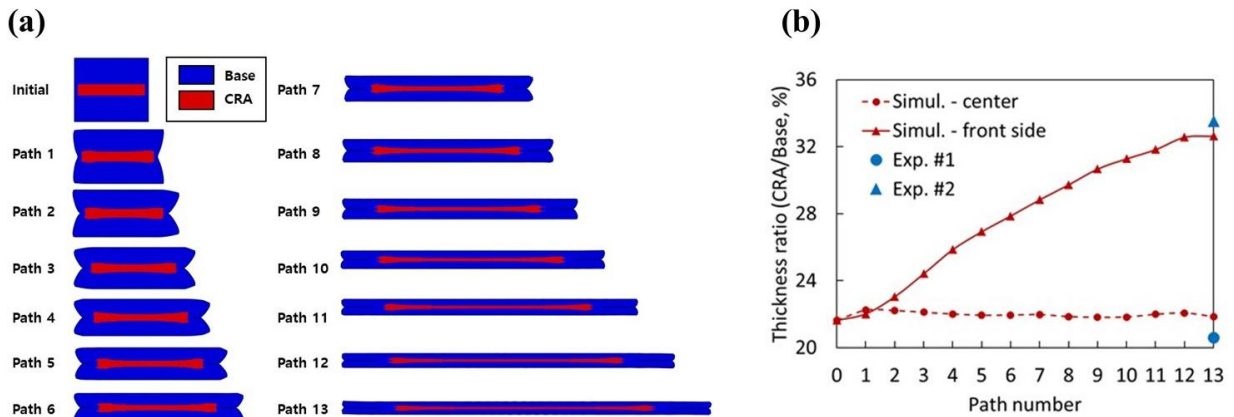 (a)
Initial
Base
CRA
Path 1
Path 2
Path 3
Path 4
Path 5
Path 6
Path 7
Path 8
Path 9
Path 10
Path 11
Path 12
Path 13
(b)
Thickness ratio (CRA/Base, %)
36
32
28
24
20
Simul. - center
Simul. - front side
Exp. #1
Exp. #2
0 1 2 3 4 5 6 7 8 9 10 11 12 13
Path number